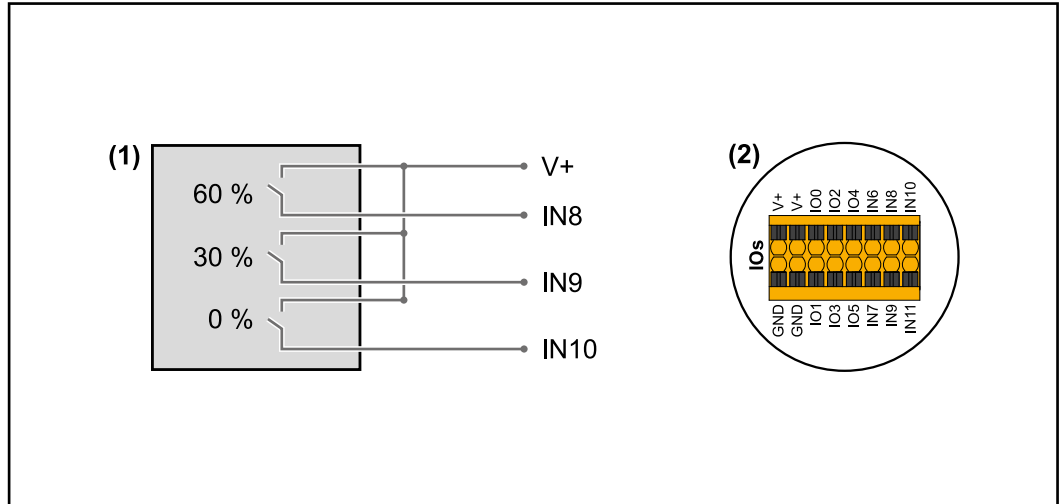 (1)
60 %
30 %
0 %
V+
IN8
IN9
IN10
(2)
IOs
V+
V+
IO0
IO2
IO4
IN6
IN8
IN10
GND
GND
IO1
IO3
IO5
IN7
IN9
IN11